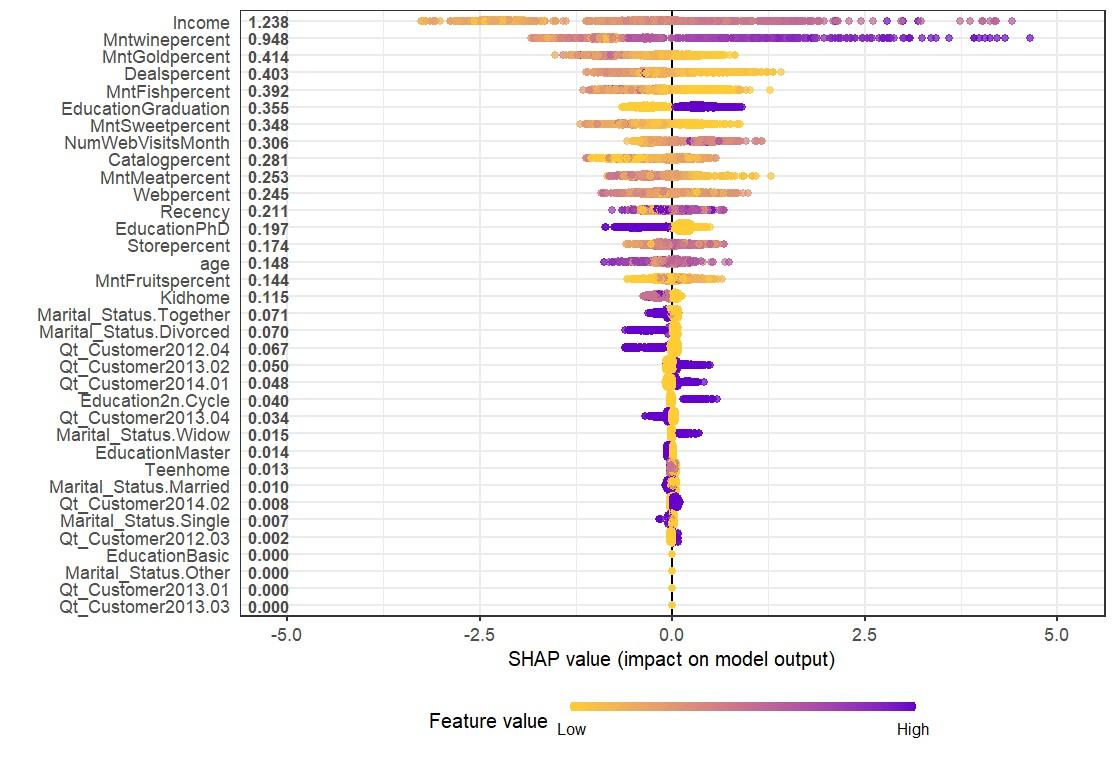 Income 1.238
Mntwinepercent 0.948
MntGoldpercent 0.414
Dealspercent 0.403
MntFishpercent 0.392
EducationGraduation 0.355
MntSweetpercent 0.348
NumWebVisitsMonth 0.306
Catalogpercent 0.281
MntMeatpercent 0.253
Webpercent 0.245
Recency 0.211
EducationPhD 0.197
Storepercent 0.174
age 0.148
MntFruitspercent 0.144
Kidhome 0.115
Marital_Status.Together 0.071
Marital_Status.Divorced 0.070
Qt_Customer2012.04 0.067
Qt_Customer2013.02 0.050
Qt_Customer2014.01 0.048
Education2n.Cycle 0.040
Qt_Customer2013.04 0.034
Marital_Status.Widow 0.015
EducationMaster 0.014
Teenhome 0.013
Marital_Status.Married 0.010
Qt_Customer2014.02 0.008
Marital_Status.Single 0.007
Qt_Customer2012.03 0.002
EducationBasic 0.000
Marital_Status.Other 0.000
Qt_Customer2013.01 0.000
Qt_Customer2013.03 0.000
-5.0 -2.5 0.0 2.5 5.0
SHAP value (impact on model output)
Feature value
Low High